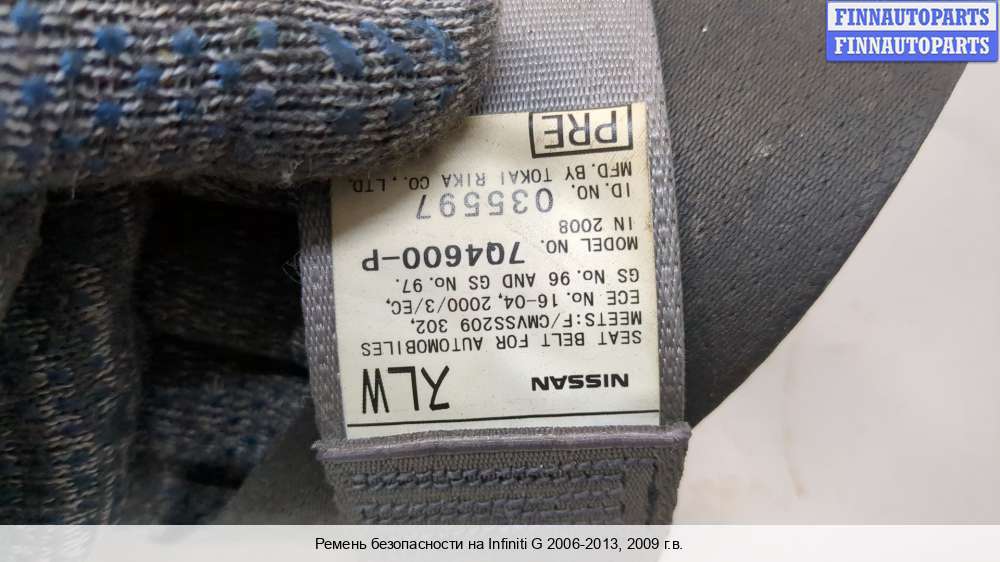 FINNAUTOPARTS
FINNAUTOPARTS
NISSAN
SEAT BELT FOR AUTOMOBILES
MEETS:F/CMVSS209 302,
ECE No. 16-04, 2000/3/EC,
GS No. 96 AND GS No. 97.
MODEL NO. 7Q4600-P
IN 2008
ID. NO. 035597
MFD. BY TOKAI RIKA CO., LTD.
PRE
Ремень безопасности на Infiniti G 2006-2013, 2009 г.в.